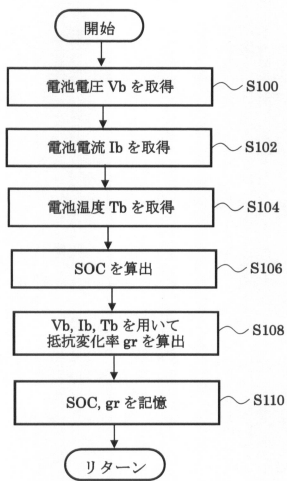 開始
電池電圧 Vb を取得 S100
電池電流 Ib を取得 S102
電池温度 Tb を取得 S104
SOC を算出 S106
Vb, Ib, Tb を用いて
抵抗変化率 gr を算出 S108
SOC, gr を記憶 S110
リターン